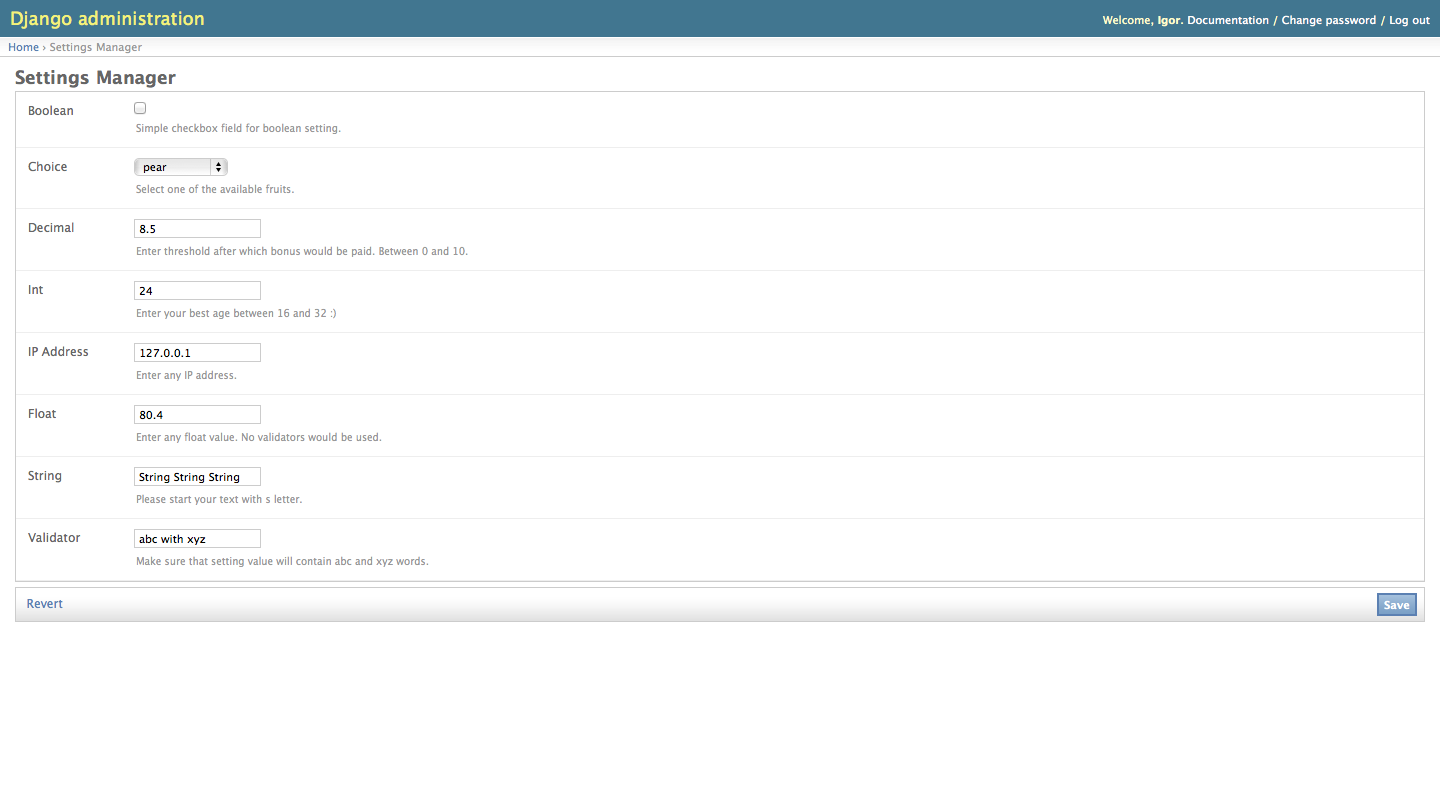 Django administration
Welcome, Igor. Documentation / Change password / Log out
Home › Settings Manager
Settings Manager
Boolean
Simple checkbox field for boolean setting.
Choice
pear
Select one of the available fruits.
Decimal
8.5
Enter threshold after which bonus would be paid. Between 0 and 10.
Int
24
Enter your best age between 16 and 32 :)
IP Address
127.0.0.1
Enter any IP address.
Float
80.4
Enter any float value. No validators would be used.
String
String String String
Please start your text with s letter.
Validator
abc with xyz
Make sure that setting value will contain abc and xyz words.
Revert
Save